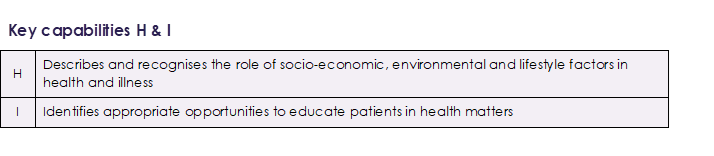 Key capabilities H & I
H
Describes and recognises the role of socio-economic, environmental and lifestyle factors in
health and illness
I
Identifies appropriate opportunities to educate patients in health matters